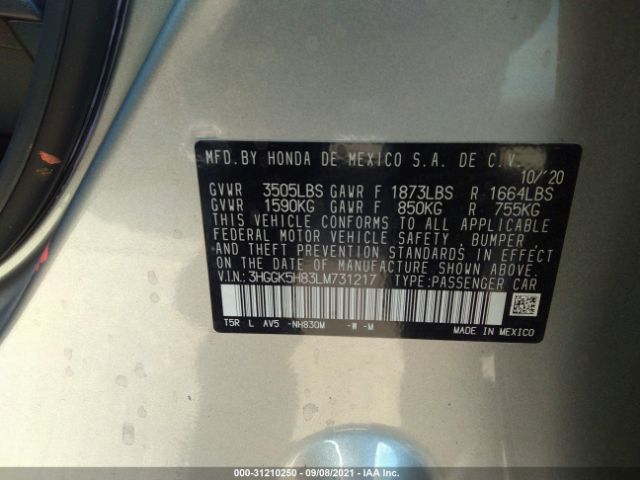 MFD.BY HONDA DE MEXICO S.A. DE C.V.
10/'20
GVWR 3505LBS GAWR F 1873LBS R 1664LBS
GVWR 1590KG GAWR F 850KG R 755KG
THIS VEHICLE CONFORMS TO ALL APPLICABLE
FEDERAL MOTOR VEHICLE SAFETY, BUMPER,
AND THEFT PREVENTION STANDARDS IN EFFECT
ON THE DATE OF MANUFACTURE SHOWN ABOVE.
V.I.N.:3HGGK5H83LM731217 TYPE:PASSENGER CAR
T5R L AV5 -NH830M -W -M
MADE IN MEXICO
000-31210250 - 09/08/2021 - IAA Inc.